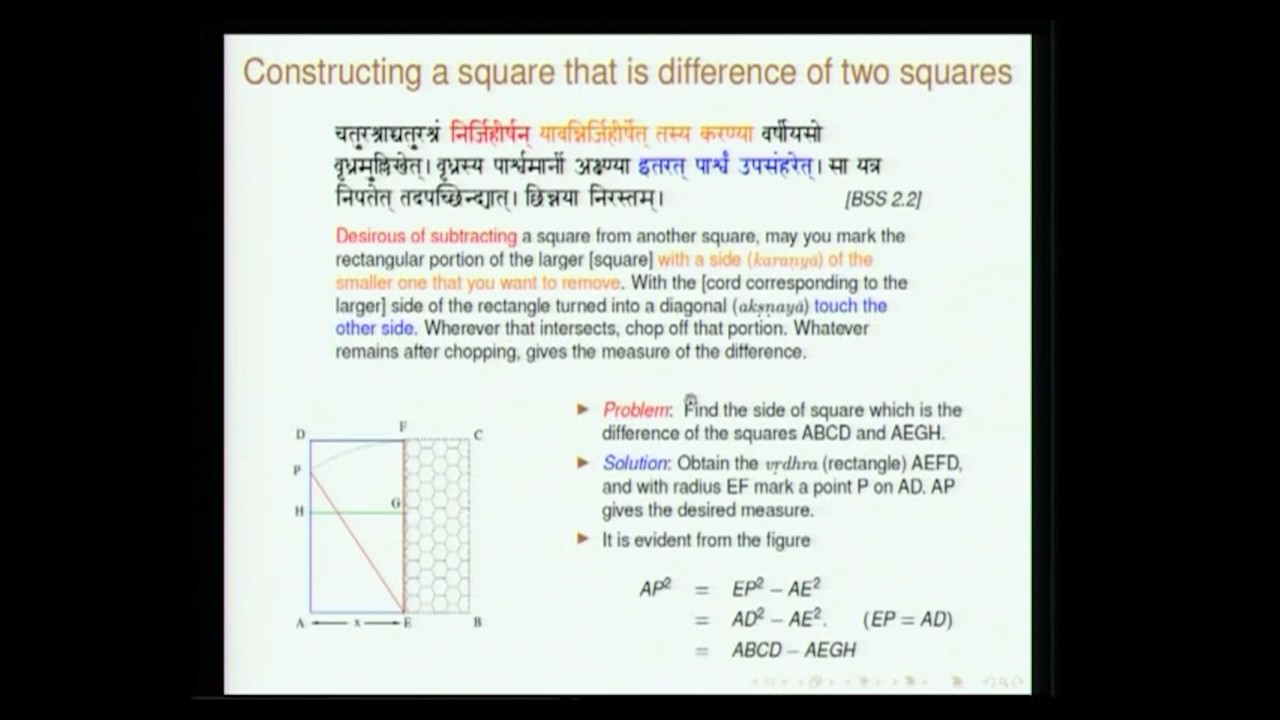 Constructing a square that is difference of two squares
चतुरश्राच्चतुरश्रं निर्जिहीर्षन् यावन्निर्जिहीर्षेत् तस्य करण्या वर्षीयसो
वृध्रमुल्लिखेत्। वृध्रस्य पार्श्वमानीं अक्ष्णया इतरत् पार्श्वं उपसंहरेत्। सा यत्र
निपतेत् तदपच्छिन्द्यात्। छिन्नया निरस्तम्।
[BSS 2.2]
Desirous of subtracting a square from another square, may you mark the
rectangular portion of the larger [square] with a side (karaṇyā) of the
smaller one that you want to remove. With the [cord corresponding to the
larger] side of the rectangle turned into a diagonal (akṣṇayā) touch the
other side. Wherever that intersects, chop off that portion. Whatever
remains after chopping, gives the measure of the difference.
► Problem: Find the side of square which is the
difference of the squares ABCD and AEGH.
► Solution: Obtain the vṛdhra (rectangle) AEFD,
and with radius EF mark a point P on AD. AP
gives the desired measure.
► It is evident from the figure
AP² = EP² – AE²
= AD² – AE². (EP = AD)
= ABCD – AEGH
D F C
P
H G
A x E B